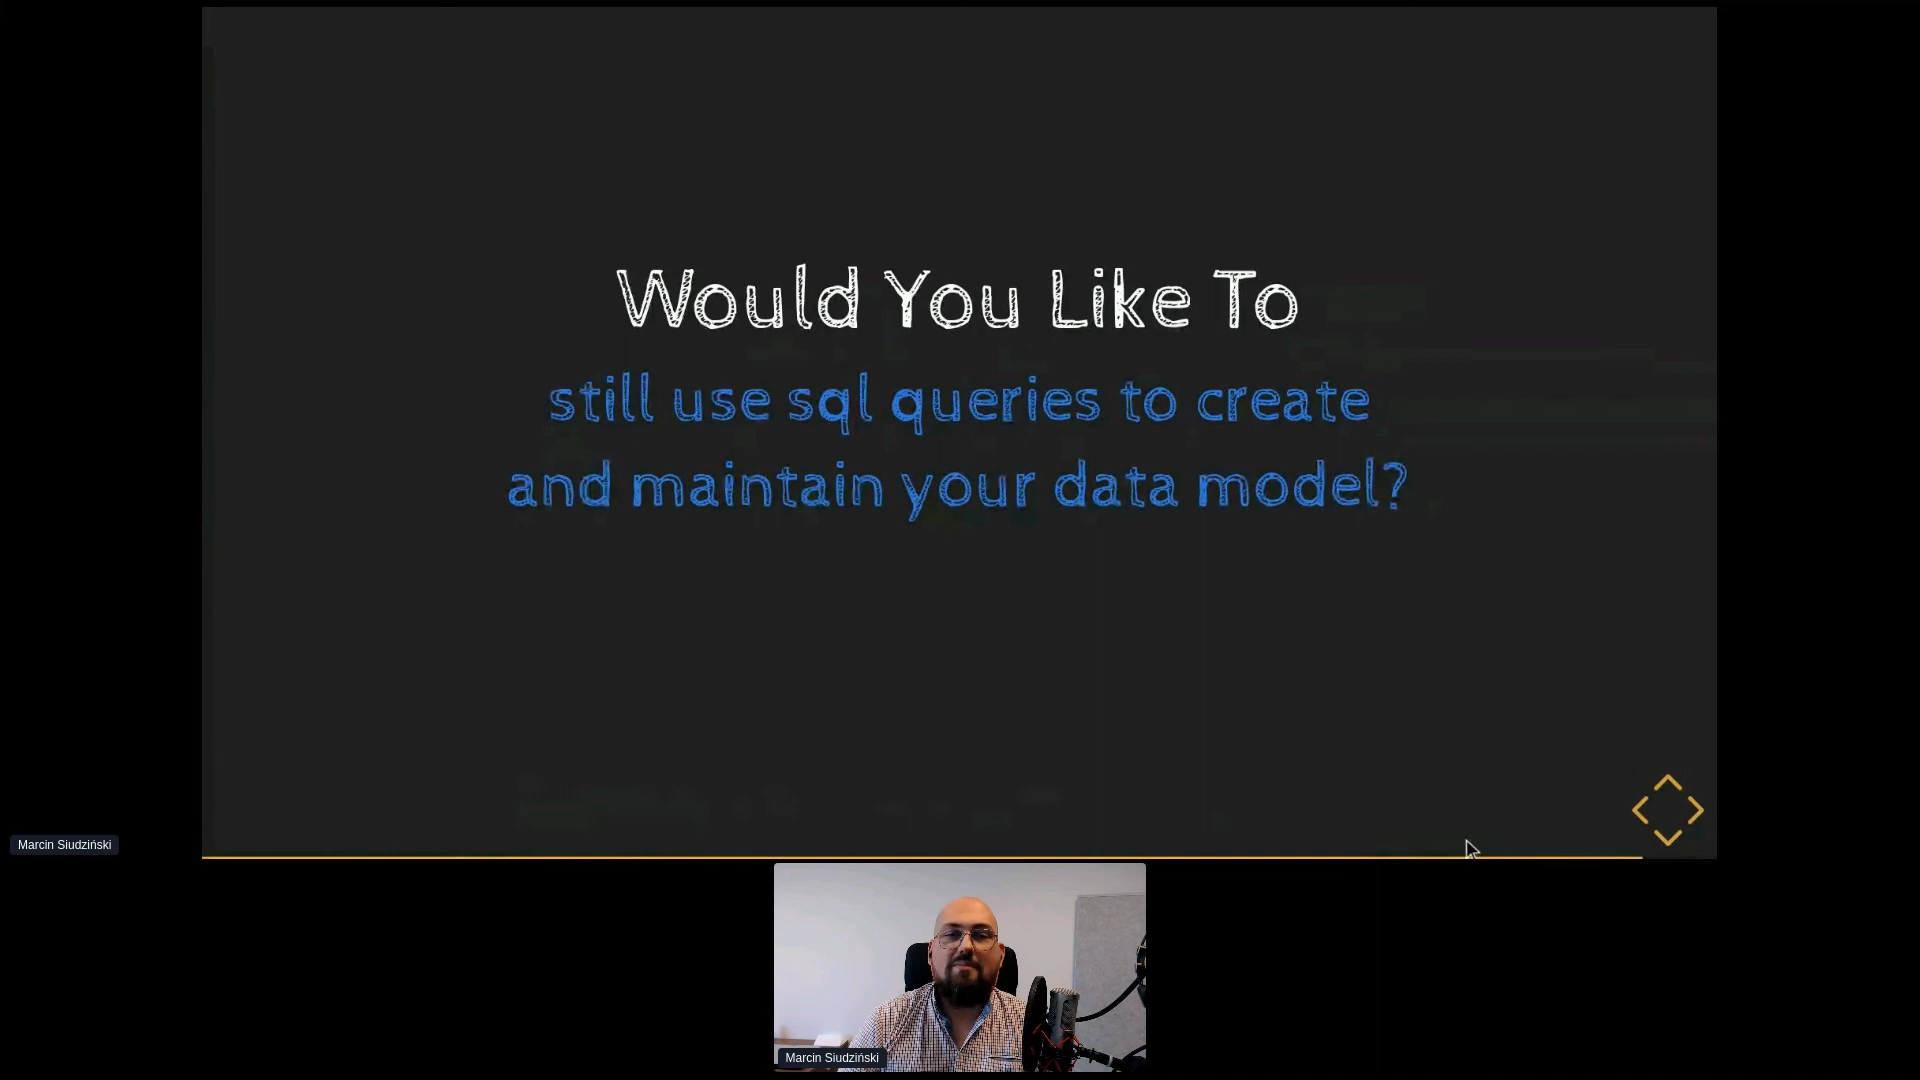 Would You Like To
still use sql queries to create
and maintain your data model?
Marcin Siudziński
Marcin Siudziński